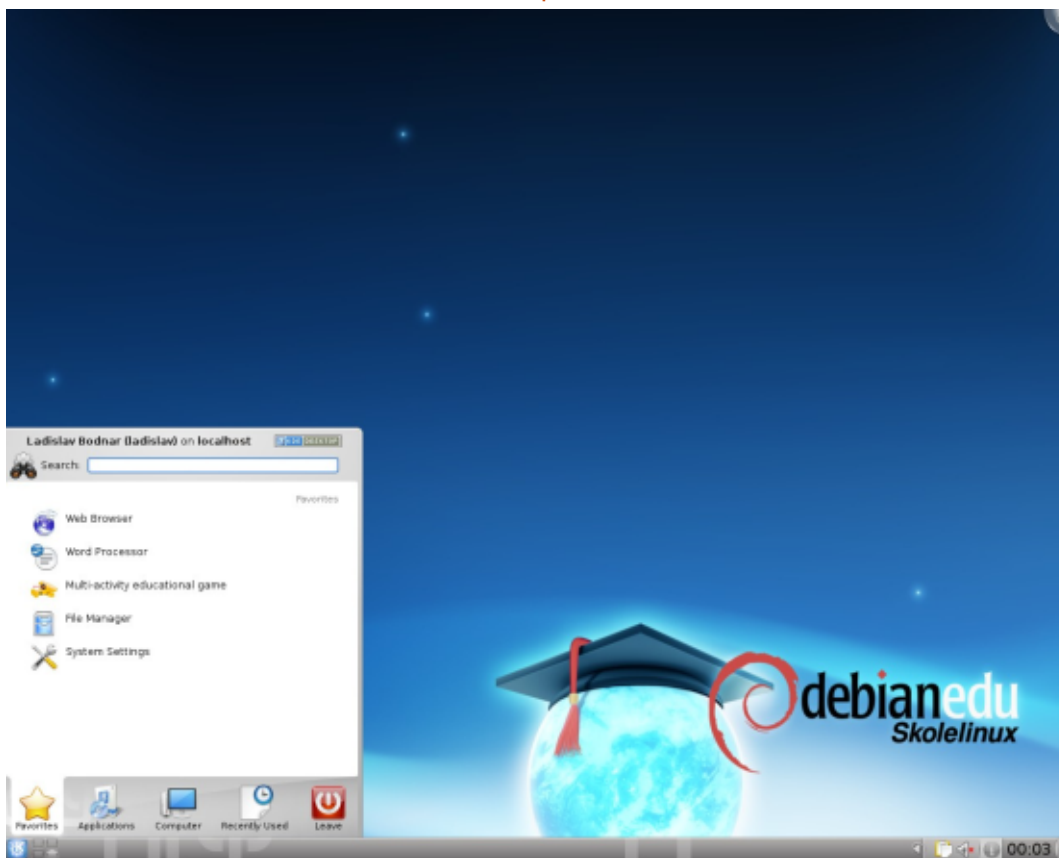 Ladislav Bodnar (ladislav) on localhost
Search:
Favorites
Web Browser
Word Processor
Multi-activity educational game
File Manager
System Settings
debianedu
Skolelinux
Favorites
Applications
Computer
Recently Used
Leave
00:03